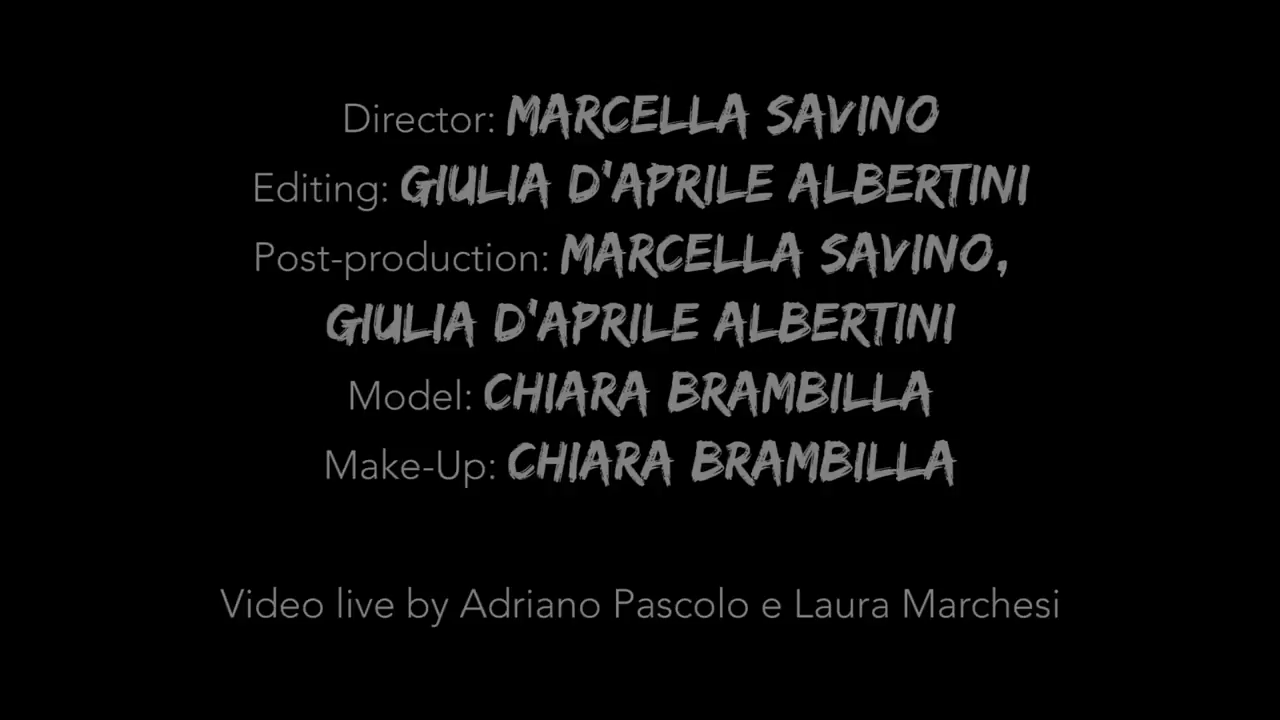 Director: MARCELLA SAVINO
Editing: GIULIA D'APRILE ALBERTINI
Post-production: MARCELLA SAVINO,
GIULIA D'APRILE ALBERTINI
Model: CHIARA BRAMBILLA
Make-Up: CHIARA BRAMBILLA
Video live by Adriano Pascolo e Laura Marchesi